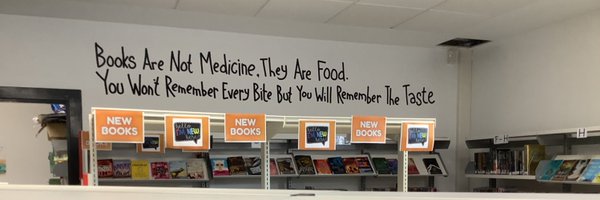 Books Are Not Medicine. They Are Food.
You Won't Remember Every Bite But You Will Remember The Taste
NEW BOOKS
NEW BOOKS
NEW BOOKS